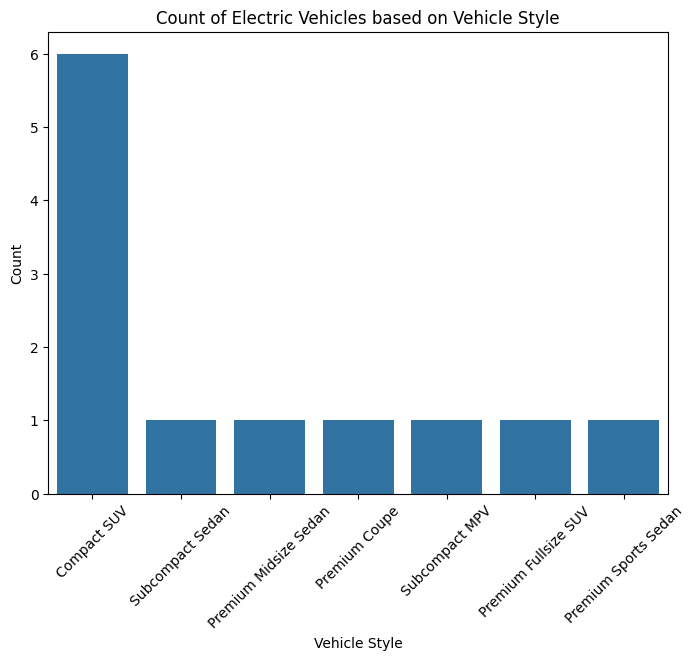 Count of Electric Vehicles based on Vehicle Style
Count
6
5
4
3
2
1
0
Compact SUV
Subcompact Sedan
Premium Midsize Sedan
Premium Coupe
Subcompact MPV
Premium Fullsize SUV
Premium Sports Sedan
Vehicle Style